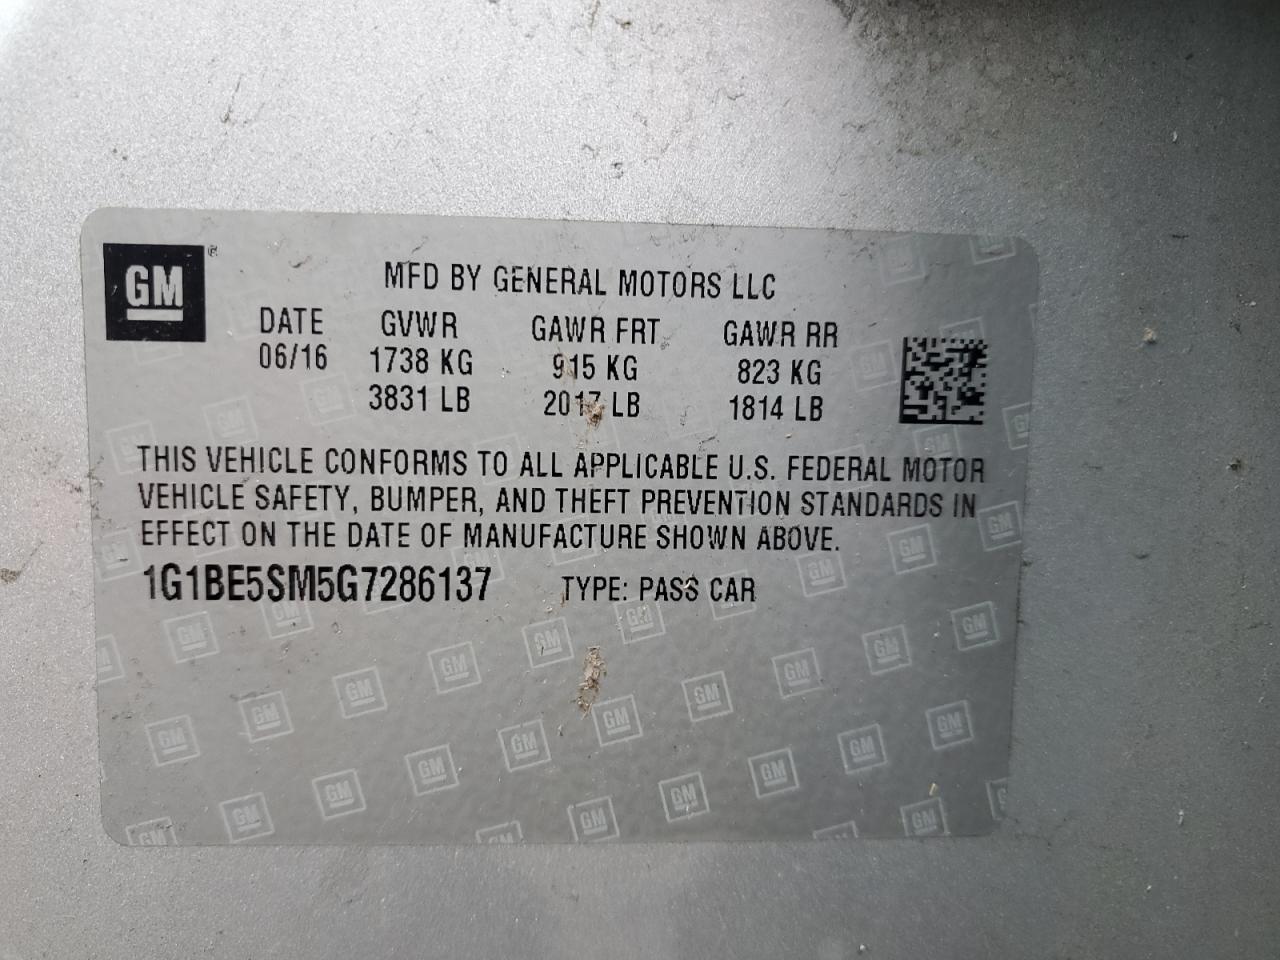 GM ®
MFD BY GENERAL MOTORS LLC
DATE GVWR GAWR FRT GAWR RR
06/16 1738 KG 915 KG 823 KG
3831 LB 2017 LB 1814 LB
THIS VEHICLE CONFORMS TO ALL APPLICABLE U.S. FEDERAL MOTOR
VEHICLE SAFETY, BUMPER, AND THEFT PREVENTION STANDARDS IN
EFFECT ON THE DATE OF MANUFACTURE SHOWN ABOVE.
1G1BE5SM5G7286137 TYPE: PASS CAR